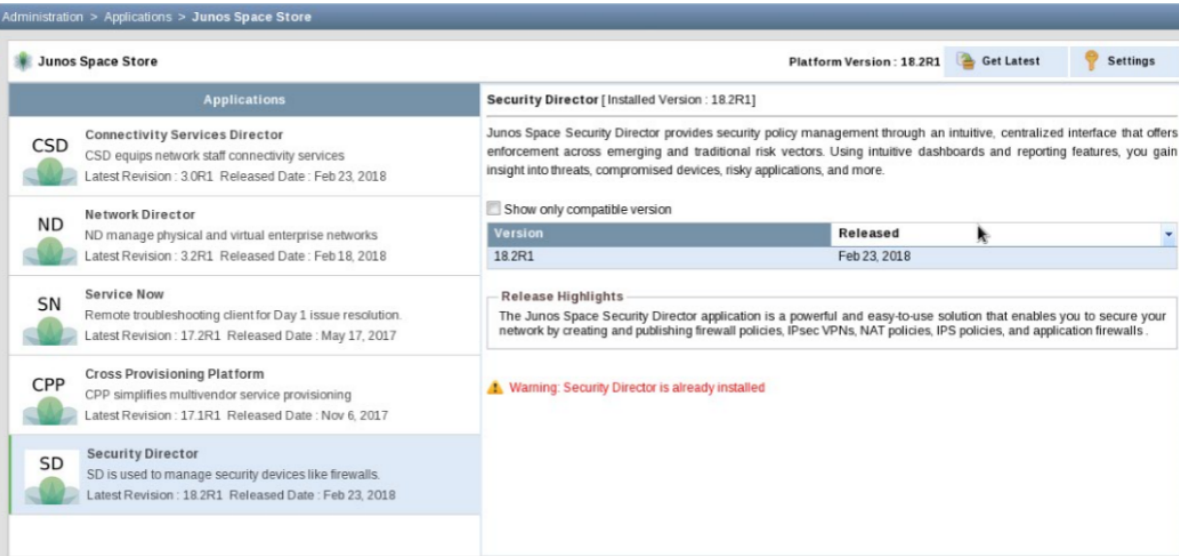 Administration > Applications > Junos Space Store
Junos Space Store
Platform Version : 18.2R1
Get Latest
Settings
Applications
CSD
Connectivity Services Director
CSD equips network staff connectivity services
Latest Revision : 3.0R1 Released Date : Feb 23, 2018
ND
Network Director
ND manage physical and virtual enterprise networks
Latest Revision : 3.2R1 Released Date : Feb 18, 2018
SN
Service Now
Remote troubleshooting client for Day 1 issue resolution.
Latest Revision : 17.2R1 Released Date : May 17, 2017
CPP
Cross Provisioning Platform
CPP simplifies multivendor service provisioning
Latest Revision : 17.1R1 Released Date : Nov 6, 2017
SD
Security Director
SD is used to manage security devices like firewalls.
Latest Revision : 18.2R1 Released Date : Feb 23, 2018
Security Director [ Installed Version : 18.2R1]
Junos Space Security Director provides security policy management through an intuitive, centralized interface that offers
enforcement across emerging and traditional risk vectors. Using intuitive dashboards and reporting features, you gain
insight into threats, compromised devices, risky applications, and more.
Show only compatible version
Version Released
18.2R1 Feb 23, 2018
Release Highlights
The Junos Space Security Director application is a powerful and easy-to-use solution that enables you to secure your
network by creating and publishing firewall policies, IPsec VPNs, NAT policies, IPS policies, and application firewalls .
Warning: Security Director is already installed